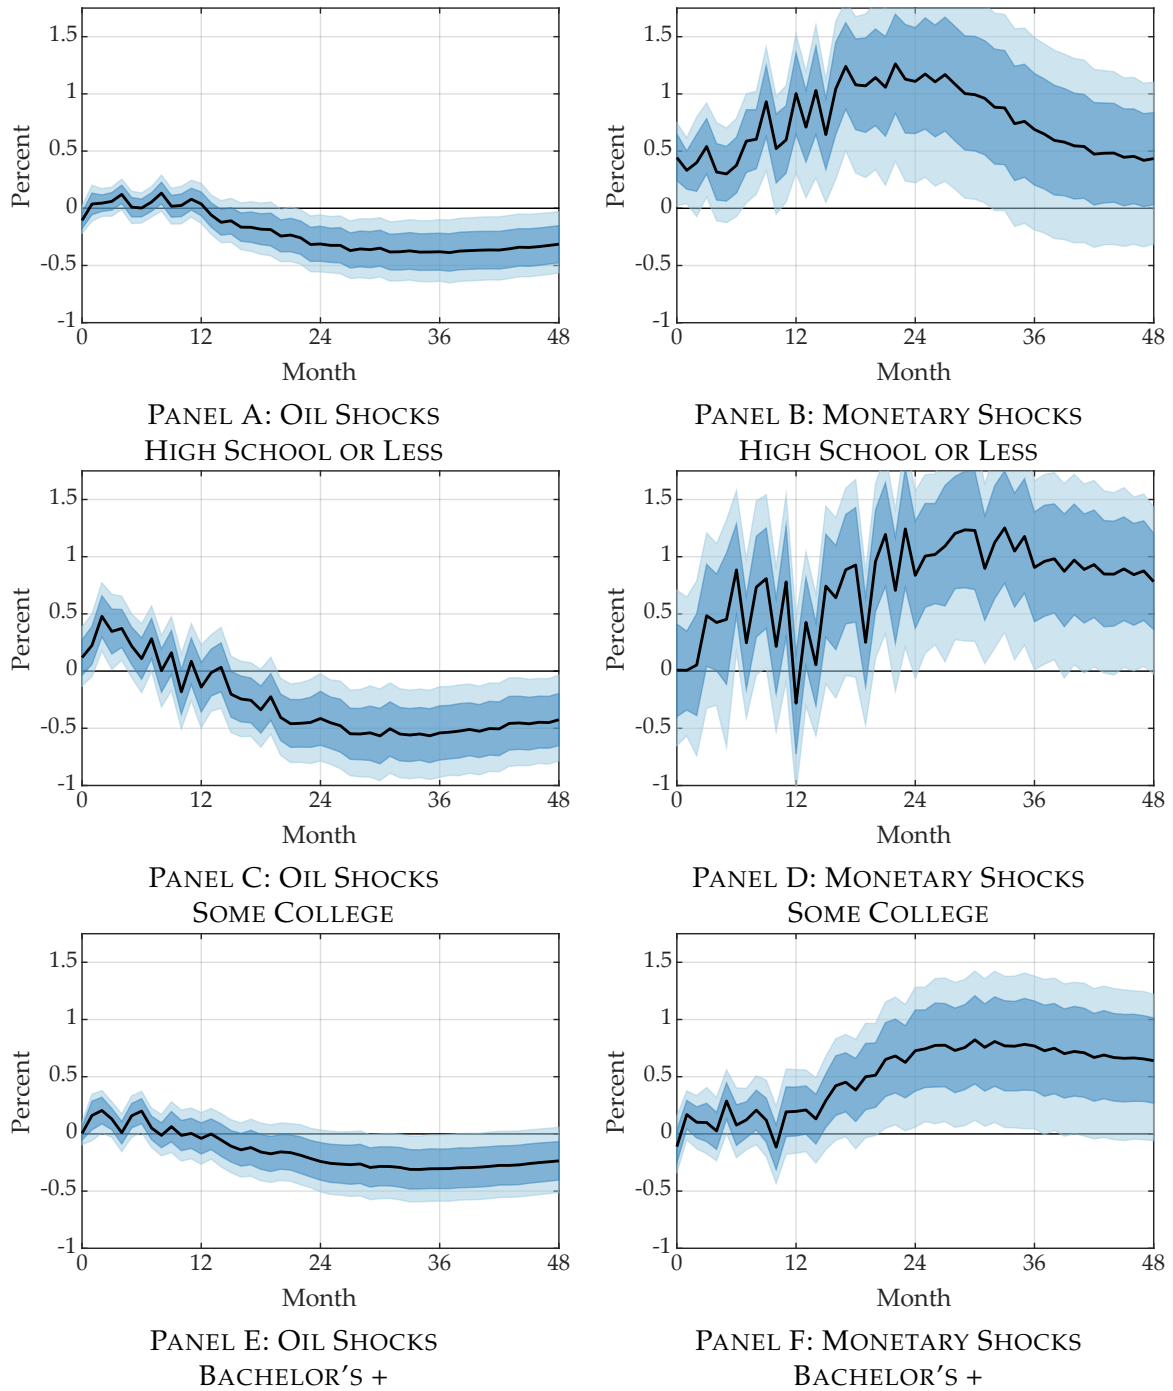 1.5
1
0.5
0
-0.5
-1
Percent
0 12 24 36 48
Month
PANEL A: OIL SHOCKS
HIGH SCHOOL OR LESS
1.5
1
0.5
0
-0.5
-1
Percent
0 12 24 36 48
Month
PANEL B: MONETARY SHOCKS
HIGH SCHOOL OR LESS
1.5
1
0.5
0
-0.5
-1
Percent
0 12 24 36 48
Month
PANEL C: OIL SHOCKS
SOME COLLEGE
1.5
1
0.5
0
-0.5
-1
Percent
0 12 24 36 48
Month
PANEL D: MONETARY SHOCKS
SOME COLLEGE
1.5
1
0.5
0
-0.5
-1
Percent
0 12 24 36 48
Month
PANEL E: OIL SHOCKS
BACHELOR'S +
1.5
1
0.5
0
-0.5
-1
Percent
0 12 24 36 48
Month
PANEL F: MONETARY SHOCKS
BACHELOR'S +